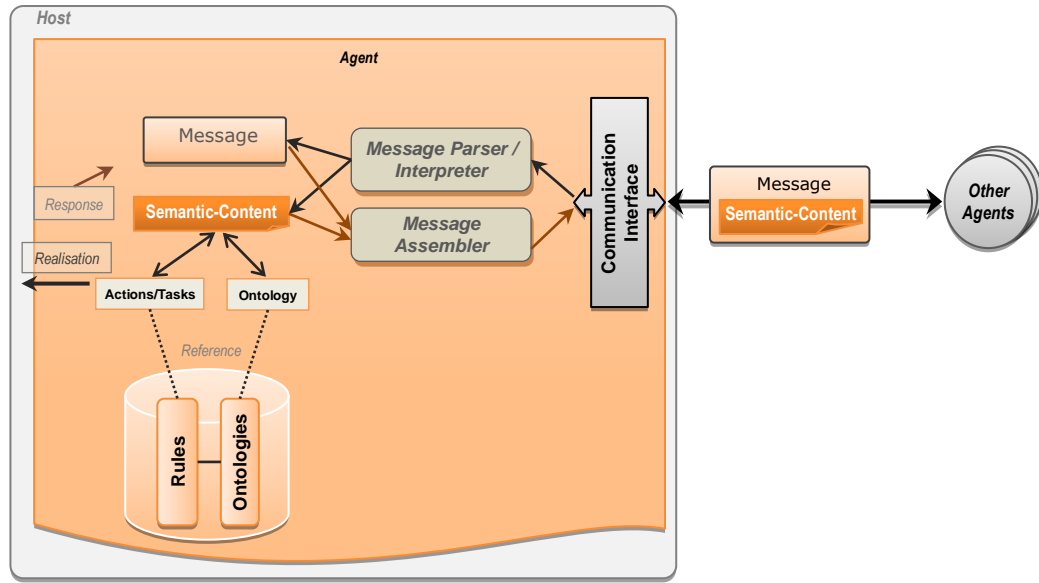 Host
Agent
Message
Message Parser /
Interpreter
Communication
Interface
Message
Semantic-Content
Other
Agents
Response
Semantic-Content
Message
Assembler
Realisation
Actions/Tasks
Ontology
Reference
Rules
Ontologies